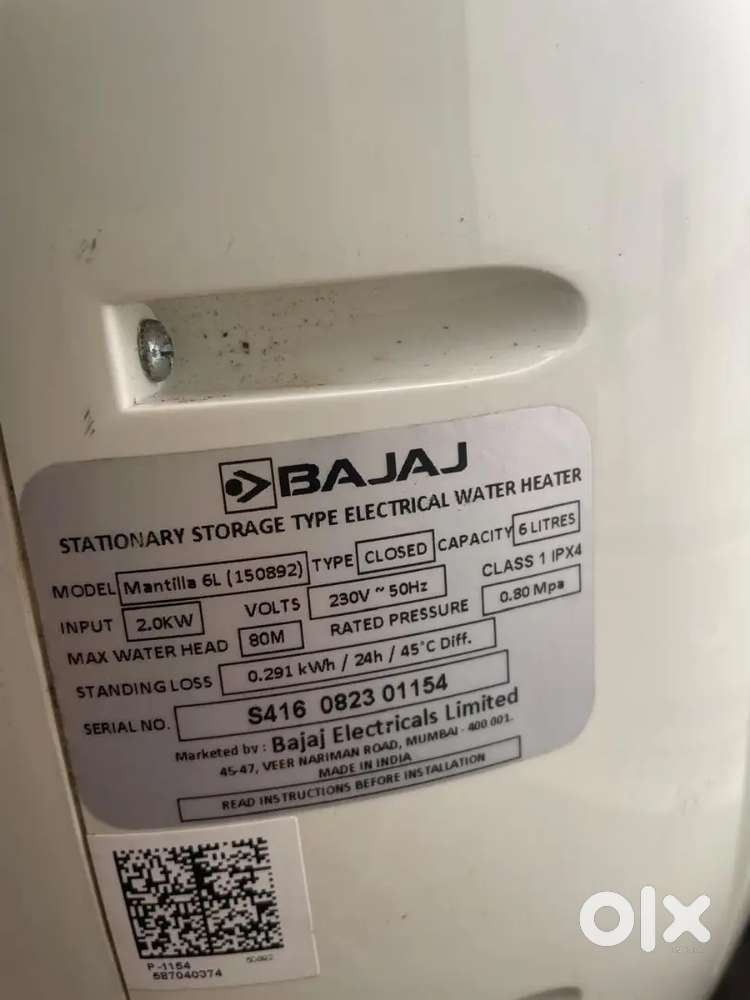 BAJAJ
STATIONARY STORAGE TYPE ELECTRICAL WATER HEATER
MODEL Mantilla 6L (150892) TYPE CLOSED CAPACITY 6 LITRES
INPUT 2.0KW VOLTS 230V ~ 50Hz CLASS 1 IPX4
MAX WATER HEAD 80M RATED PRESSURE 0.80 Mpa
STANDING LOSS 0.291 kWh / 24h / 45°C Diff.
SERIAL NO. S416 0823 01154
Marketed by : Bajaj Electricals Limited
45-47, VEER NARIMAN ROAD, MUMBAI - 400 001.
MADE IN INDIA
READ INSTRUCTIONS BEFORE INSTALLATION
P-1154
587040374
olx